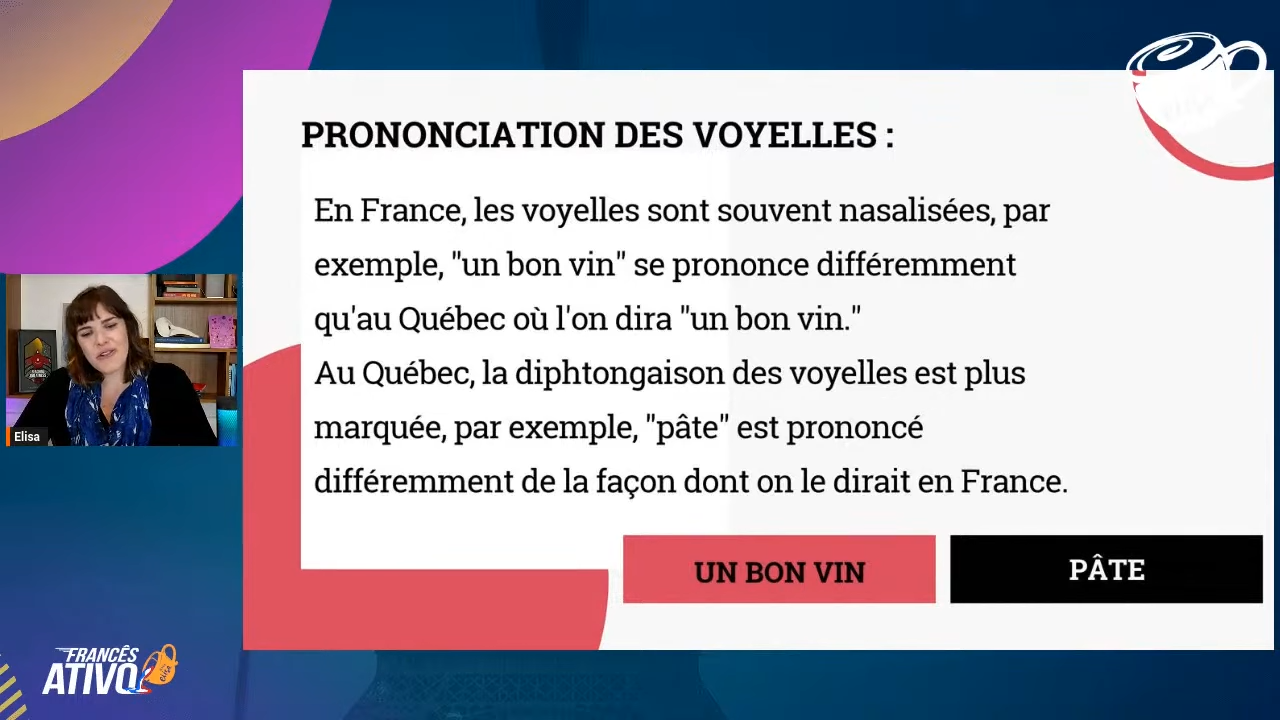 PRONONCIATION DES VOYELLES :
En France, les voyelles sont souvent nasalisées, par
exemple, "un bon vin" se prononce différemment
qu'au Québec où l'on dira "un bon vin."
Au Québec, la diphtongaison des voyelles est plus
marquée, par exemple, "pâte" est prononcé
différemment de la façon dont on le dirait en France.
UN BON VIN
PÂTE
Elisa
FRANCÊS
ATIVO